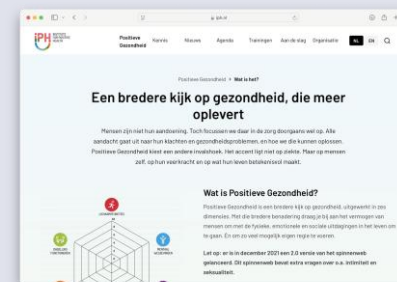 iph.nl
iPH
Positieve Gezondheid
Kennis
Nieuws
Agenda
Trainingen
Aan de slag
Organisatie
NL
EN
Positieve Gezondheid > Wat is het?
Een bredere kijk op gezondheid, die meer
oplevert
Mensen zijn niet hun aandoening. Toch focussen we daar in de zorg doorgaans wel op. Alle
aandacht gaat uit naar hun klachten en gezondheidsproblemen, en hoe we die kunnen oplossen.
Positieve Gezondheid kiest een andere invalshoek. Het accent ligt niet op ziekte. Maar op mensen
zelf, op hun veerkracht en op wat hun leven betekenisvol maakt.
Wat is Positieve Gezondheid?
Positieve Gezondheid is een bredere kijk op gezondheid, uitgewerkt in zes
dimensies. Met die bredere benadering draag je bij aan het vermogen van
mensen om met de fysieke, emotionele en sociale uitdagingen in het leven om
te gaan. En om zo veel mogelijk eigen regie te voeren.
Let op: er is in december 2021 een 2.0 versie van het spinnenweb
gelanceerd. Dit spinnenweb bevat extra vragen over o.a. intimiteit en
seksualiteit.
LICHAAMSFUNCTIES
DAGELIJKS
FUNCTIONEREN
MENTAAL
WELBEVINDEN